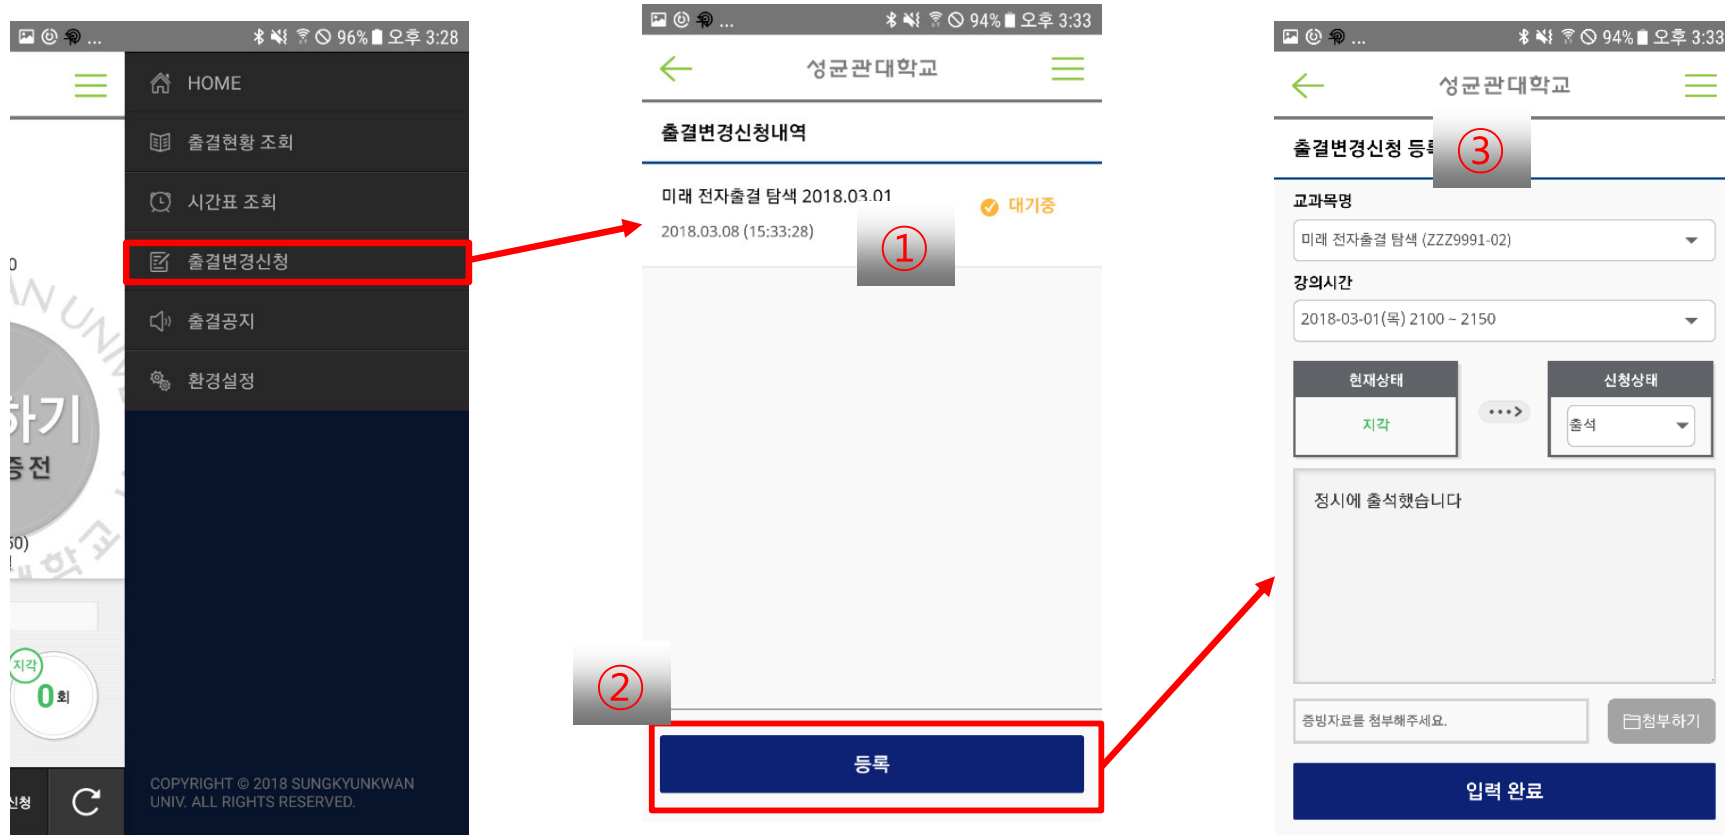 ... 96% 오후 3:28
HOME
출결현황 조회
시간표 조회
출결변경신청
출결공지
환경설정
COPYRIGHT © 2018 SUNGKYUNKWAN
UNIV. ALL RIGHTS RESERVED.
하기
증전
지각
0회
신청
... 94% 오후 3:33
성균관대학교
출결변경신청내역
미래 전자출결 탐색 2018.03.01
대기중
2018.03.08 (15:33:28)
①
②
등록
... 94% 오후 3:33
성균관대학교
출결변경신청 등록
③
교과목명
미래 전자출결 탐색 (ZZZ9991-02)
강의시간
2018-03-01(목) 2100 ~ 2150
현재상태
신청상태
지각
출석
정시에 출석했습니다
증빙자료를 첨부해주세요.
첨부하기
입력 완료